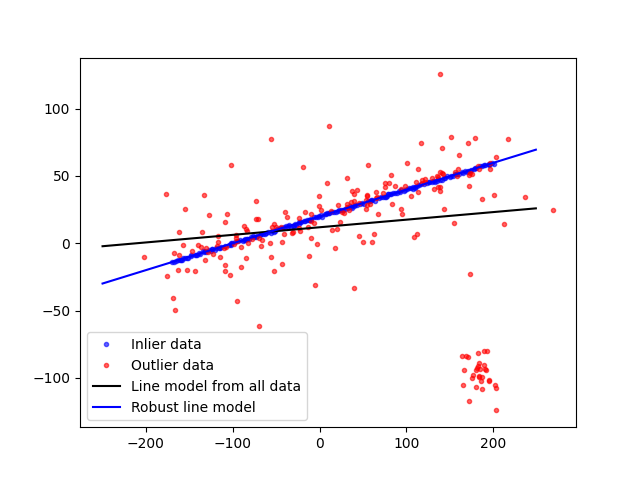 100
50
0
−50
−100
Inlier data
Outlier data
Line model from all data
Robust line model
−200 −100 0 100 200